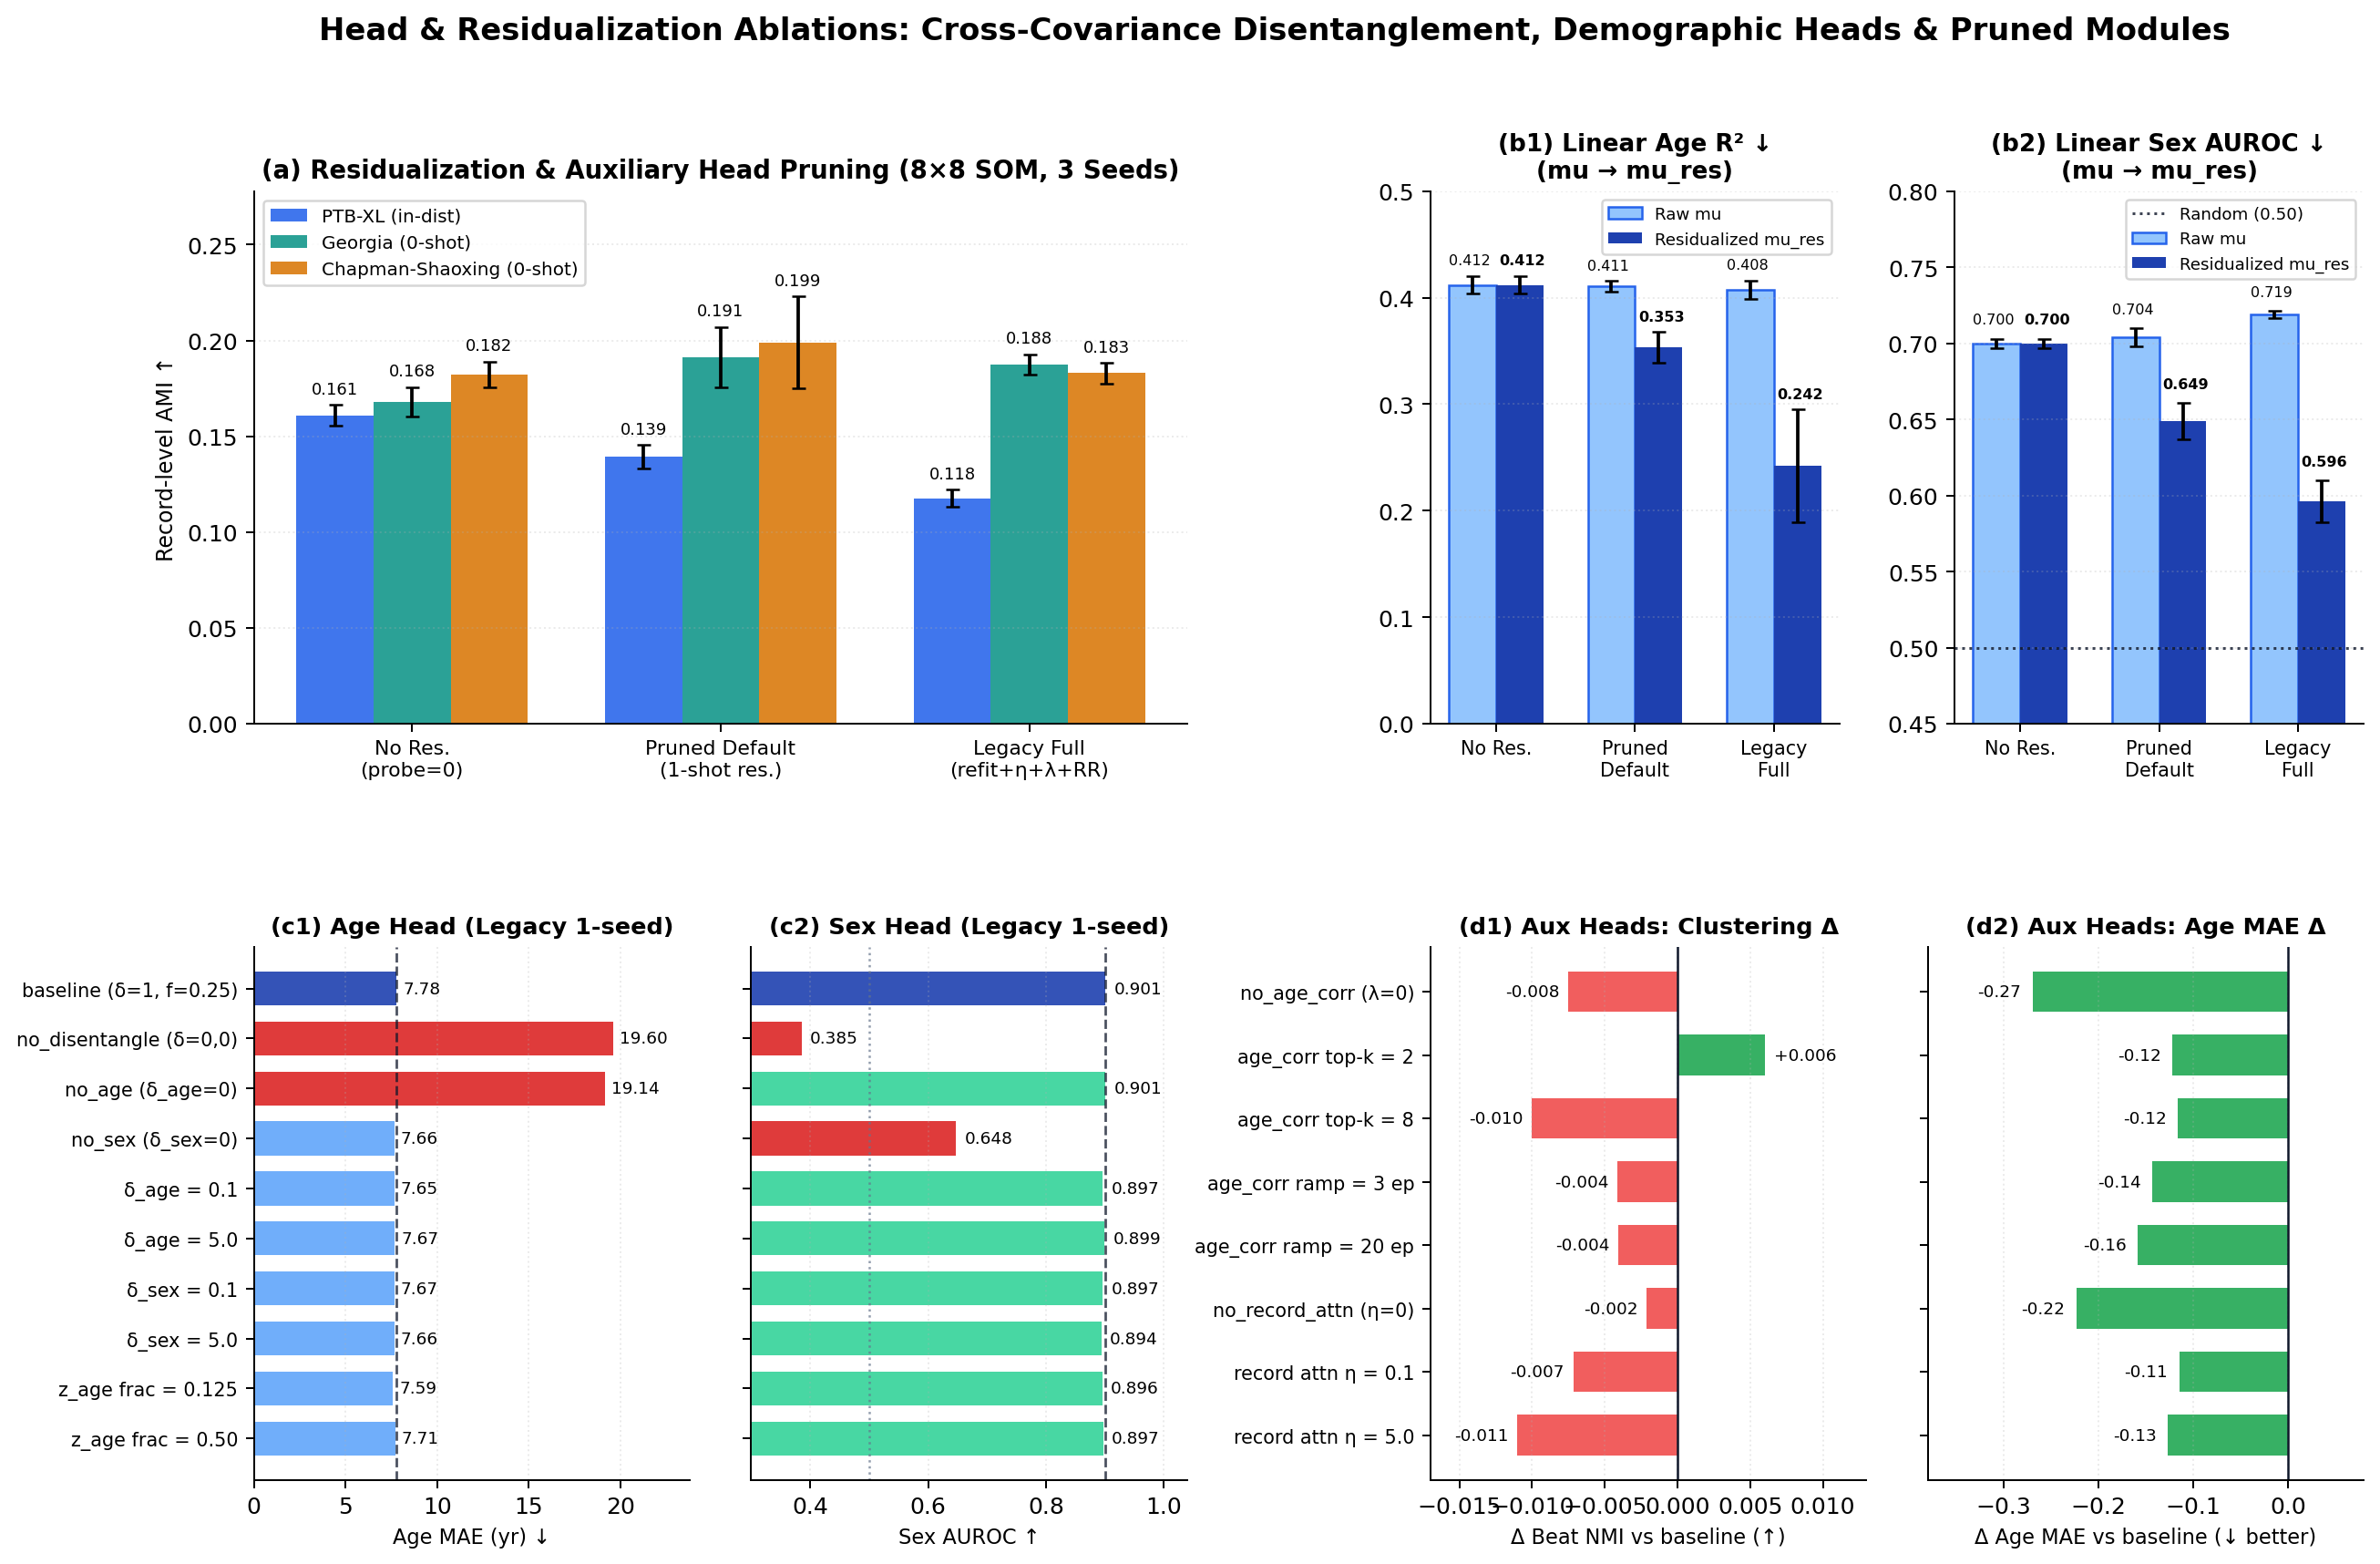 Head & Residualization Ablations: Cross-Covariance Disentanglement, Demographic Heads & Pruned Modules
(a) Residualization & Auxiliary Head Pruning (8×8 SOM, 3 Seeds)
PTB-XL (in-dist)
Georgia (0-shot)
Chapman-Shaoxing (0-shot)
Record-level AMI ↑
0.25
0.20
0.15
0.10
0.05
0.00
0.161
0.168
0.182
0.139
0.191
0.199
0.118
0.188
0.183
No Res.
(probe=0)
Pruned Default
(1-shot res.)
Legacy Full
(refit+η+λ+RR)
(b1) Linear Age R² ↓
(mu → mu_res)
Raw mu
Residualized mu_res
0.5
0.4
0.3
0.2
0.1
0.0
0.412
0.412
0.411
0.353
0.408
0.242
No Res.
Pruned
Default
Legacy
Full
(b2) Linear Sex AUROC ↓
(mu → mu_res)
Random (0.50)
Raw mu
Residualized mu_res
0.80
0.75
0.70
0.65
0.60
0.55
0.50
0.45
0.700
0.700
0.704
0.649
0.719
0.596
No Res.
Pruned
Default
Legacy
Full
(c1) Age Head (Legacy 1-seed)
baseline (δ=1, f=0.25)
no_disentangle (δ=0,0)
no_age (δ_age=0)
no_sex (δ_sex=0)
δ_age = 0.1
δ_age = 5.0
δ_sex = 0.1
δ_sex = 5.0
z_age frac = 0.125
z_age frac = 0.50
7.78
19.60
19.14
7.66
7.65
7.67
7.67
7.66
7.59
7.71
0
5
10
15
20
Age MAE (yr) ↓
(c2) Sex Head (Legacy 1-seed)
0.901
0.385
0.901
0.648
0.897
0.899
0.897
0.894
0.896
0.897
0.4
0.6
0.8
1.0
Sex AUROC ↑
(d1) Aux Heads: Clustering Δ
no_age_corr (λ=0)
age_corr top-k = 2
age_corr top-k = 8
age_corr ramp = 3 ep
age_corr ramp = 20 ep
no_record_attn (η=0)
record attn η = 0.1
record attn η = 5.0
-0.008
+0.006
-0.010
-0.004
-0.004
-0.002
-0.007
-0.011
−0.015
−0.010
−0.005
0.000
0.005
0.010
Δ Beat NMI vs baseline (↑)
(d2) Aux Heads: Age MAE Δ
-0.27
-0.12
-0.12
-0.14
-0.16
-0.22
-0.11
-0.13
−0.3
−0.2
−0.1
0.0
Δ Age MAE vs baseline (↓ better)